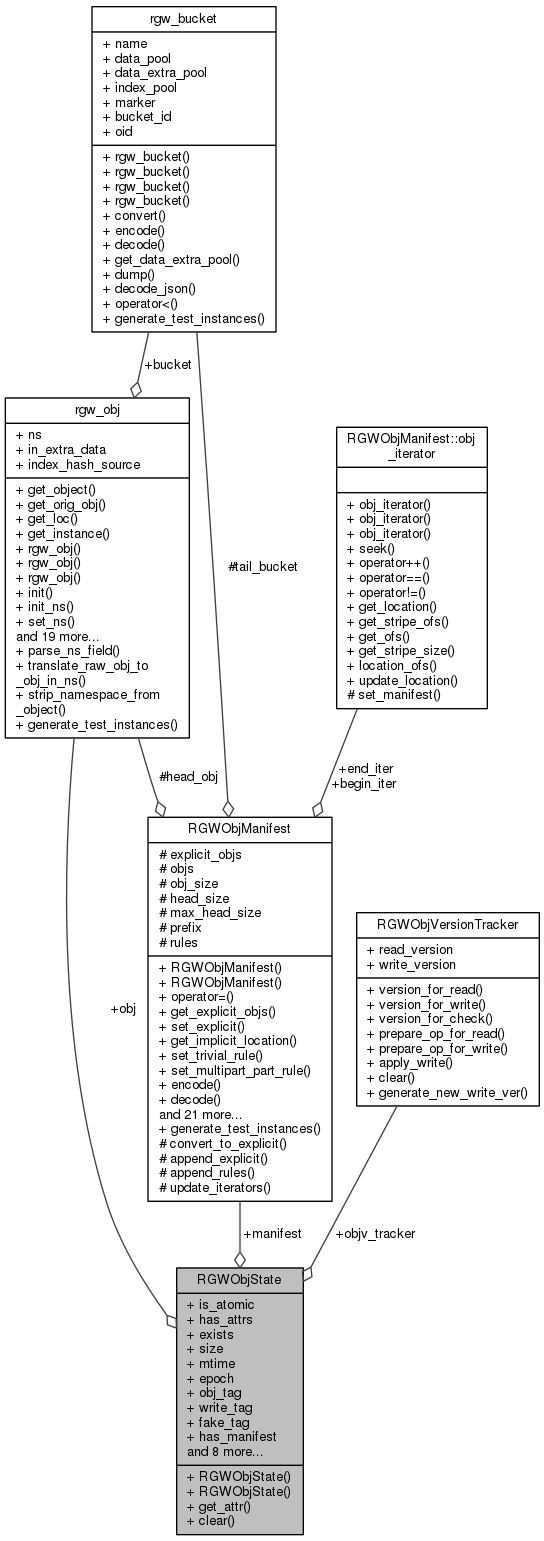 rgw_bucket
+ name
+ data_pool
+ data_extra_pool
+ index_pool
+ marker
+ bucket_id
+ oid
+ rgw_bucket()
+ rgw_bucket()
+ rgw_bucket()
+ rgw_bucket()
+ convert()
+ encode()
+ decode()
+ get_data_extra_pool()
+ dump()
+ decode_json()
+ operator<()
+ generate_test_instances()
+bucket
rgw_obj
+ ns
+ in_extra_data
+ index_hash_source
+ get_object()
+ get_orig_obj()
+ get_loc()
+ get_instance()
+ rgw_obj()
+ rgw_obj()
+ rgw_obj()
+ init()
+ init_ns()
+ set_ns()
and 19 more...
+ parse_ns_field()
+ translate_raw_obj_to
_obj_in_ns()
+ strip_namespace_from
_object()
+ generate_test_instances()
#tail_bucket
RGWObjManifest::obj
_iterator
+ obj_iterator()
+ obj_iterator()
+ obj_iterator()
+ seek()
+ operator++()
+ operator==()
+ operator!=()
+ get_location()
+ get_stripe_ofs()
+ get_ofs()
+ get_stripe_size()
+ location_ofs()
+ update_location()
# set_manifest()
#head_obj
+end_iter
+begin_iter
RGWObjManifest
# explicit_objs
# objs
# obj_size
# head_size
# max_head_size
# prefix
# rules
+ RGWObjManifest()
+ RGWObjManifest()
+ operator=()
+ get_explicit_objs()
+ set_explicit()
+ get_implicit_location()
+ set_trivial_rule()
+ set_multipart_part_rule()
+ encode()
+ decode()
and 21 more...
+ generate_test_instances()
# convert_to_explicit()
# append_explicit()
# append_rules()
# update_iterators()
RGWObjVersionTracker
+ read_version
+ write_version
+ version_for_read()
+ version_for_write()
+ version_for_check()
+ prepare_op_for_read()
+ prepare_op_for_write()
+ apply_write()
+ clear()
+ generate_new_write_ver()
+obj
+manifest
+objv_tracker
RGWObjState
+ is_atomic
+ has_attrs
+ exists
+ size
+ mtime
+ epoch
+ obj_tag
+ write_tag
+ fake_tag
+ has_manifest
and 8 more...
+ RGWObjState()
+ RGWObjState()
+ get_attr()
+ clear()